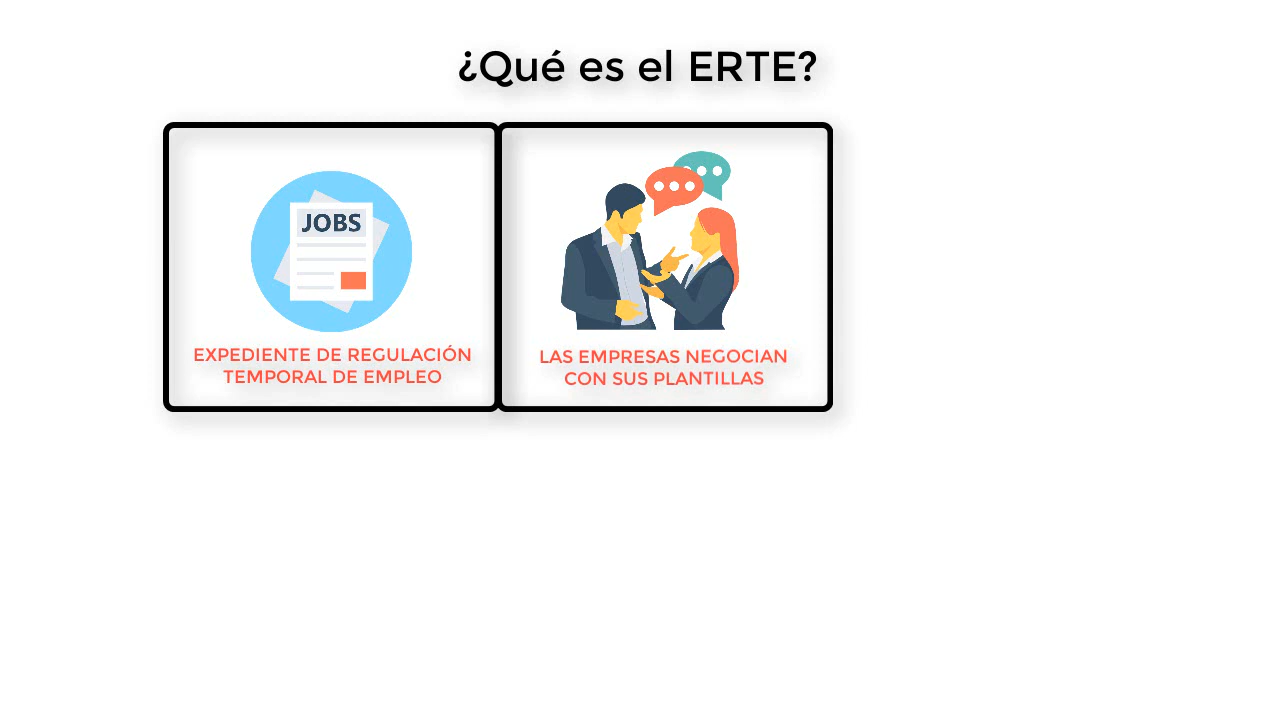 ¿Qué es el ERTE?
JOBS
EXPEDIENTE DE REGULACIÓN
TEMPORAL DE EMPLEO
LAS EMPRESAS NEGOCIAN
CON SUS PLANTILLAS